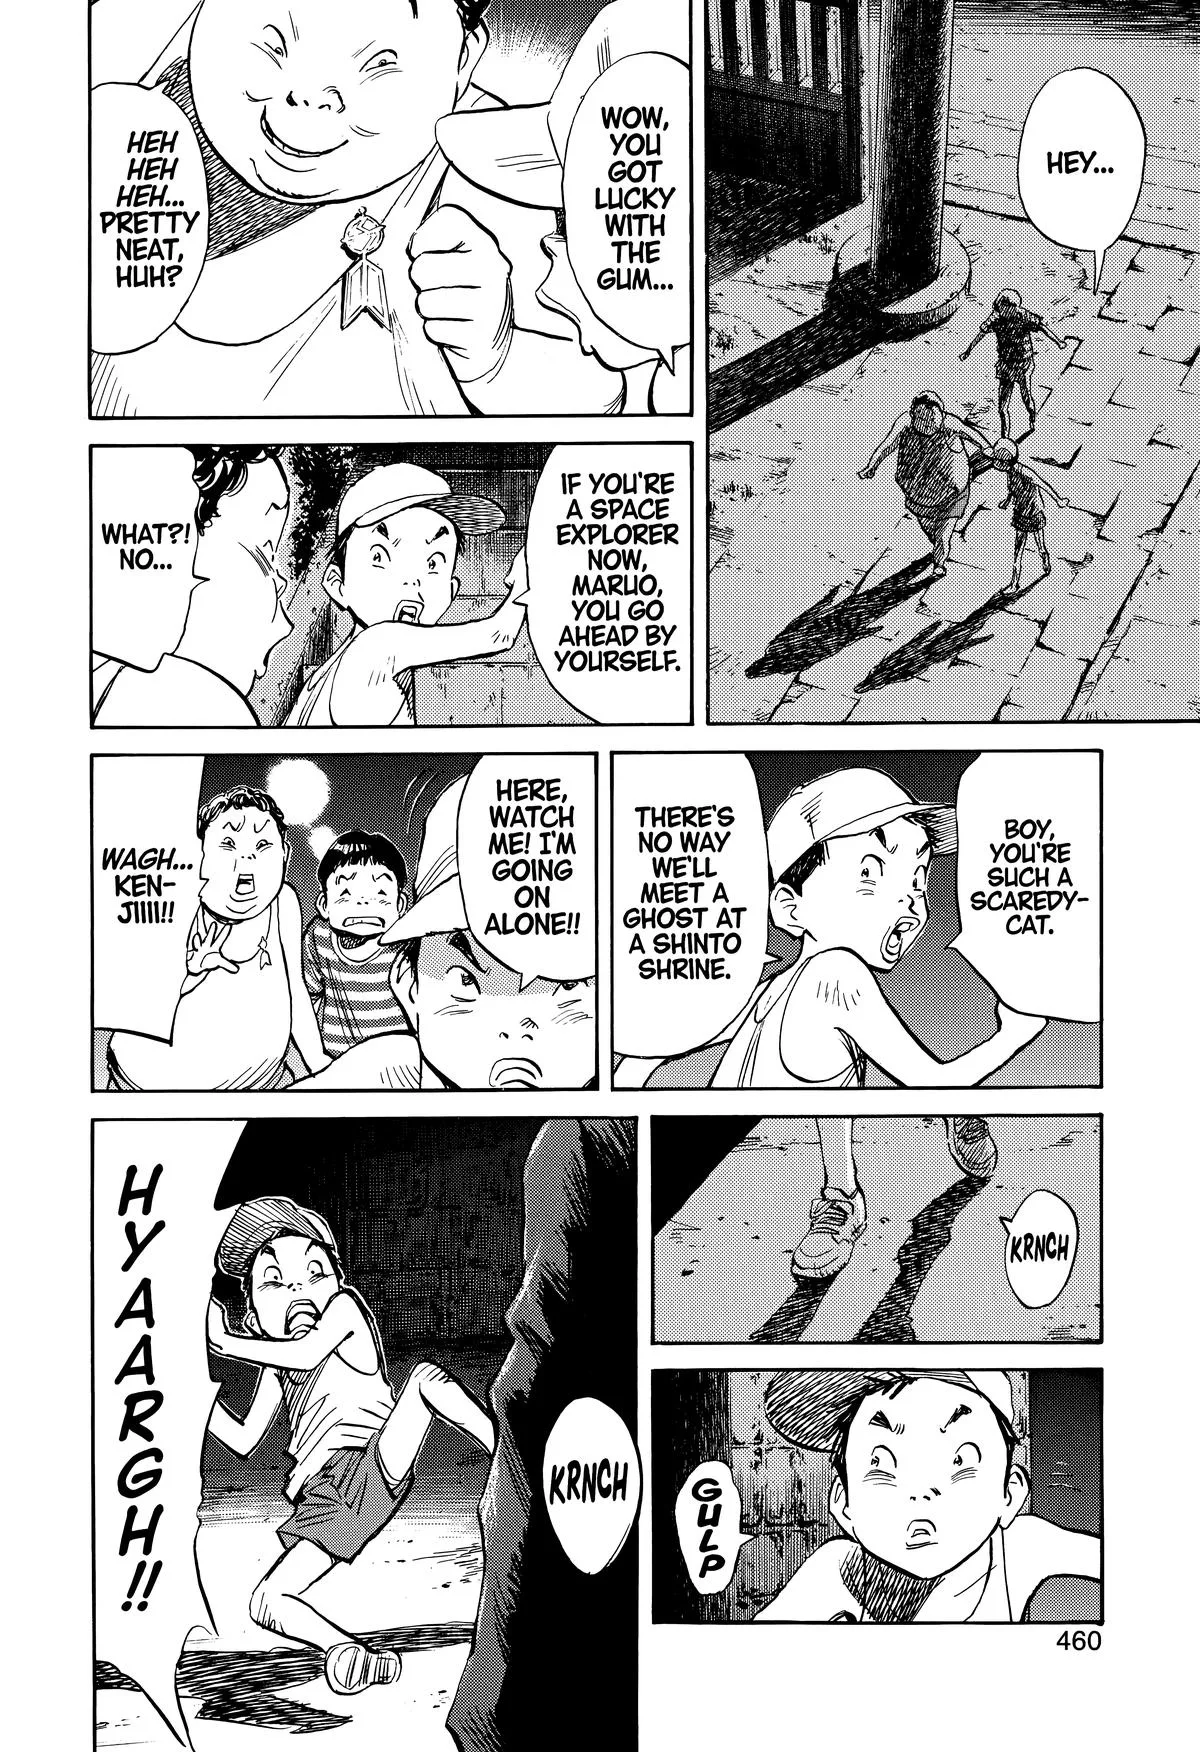 HEY...
WOW,
YOU
GOT
LUCKY
WITH
THE
GUM...
HEH
HEH
HEH...
PRETTY
NEAT,
HUH?
IF YOU'RE
A SPACE
EXPLORER
NOW,
MARUO,
YOU GO
AHEAD BY
YOURSELF.
WHAT?!
NO...
BOY,
YOU'RE
SUCH A
SCAREDY-
CAT.
THERE'S
NO WAY
WE'LL
MEET A
GHOST AT
A SHINTO
SHRINE.
HERE,
WATCH
ME! I'M
GOING
ON
ALONE!!
WAGH...
KEN-
JIIII!!
KRNCH
GULP
KRNCH
HYAARGH!!
460